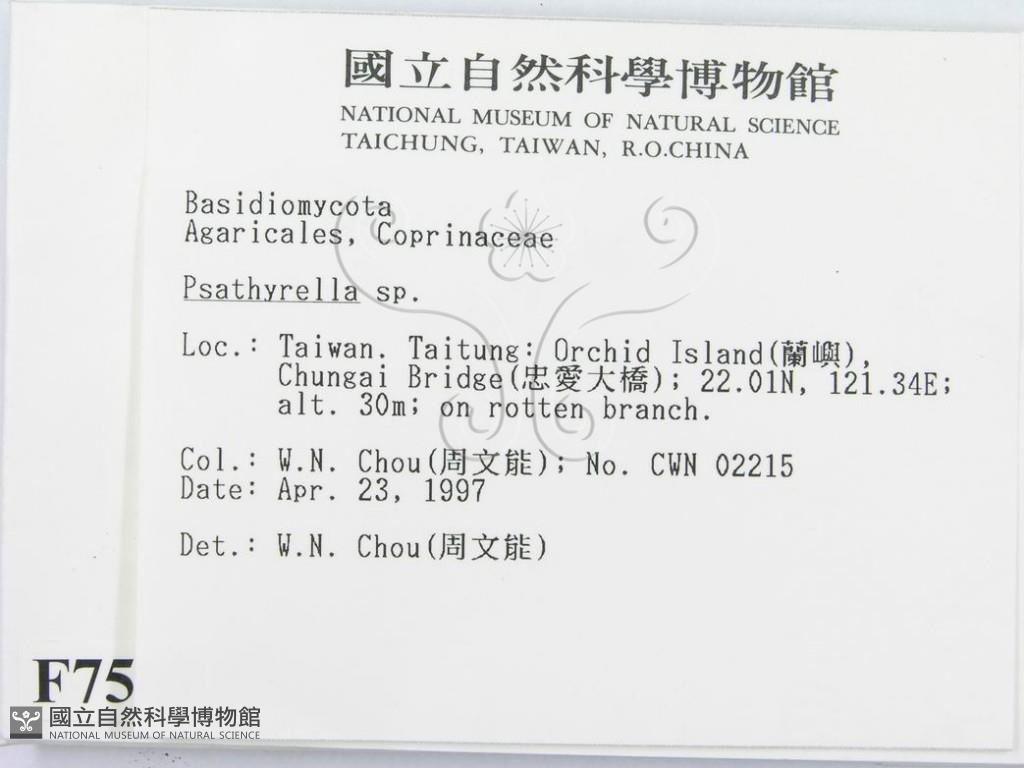 國立自然科學博物館
NATIONAL MUSEUM OF NATURAL SCIENCE
TAICHUNG, TAIWAN, R.O.CHINA
Basidiomycota
Agaricales, Coprinaceae
Psathyrella sp.
Loc.: Taiwan. Taitung: Orchid Island(蘭嶼),
Chungai Bridge(忠愛大橋); 22.01N, 121.34E;
alt. 30m; on rotten branch.
Col.: W.N. Chou(周文能); No. CWN 02215
Date: Apr. 23, 1997
Det.: W.N. Chou(周文能)
F75
國立自然科學博物館
NATIONAL MUSEUM OF NATURAL SCIENCE